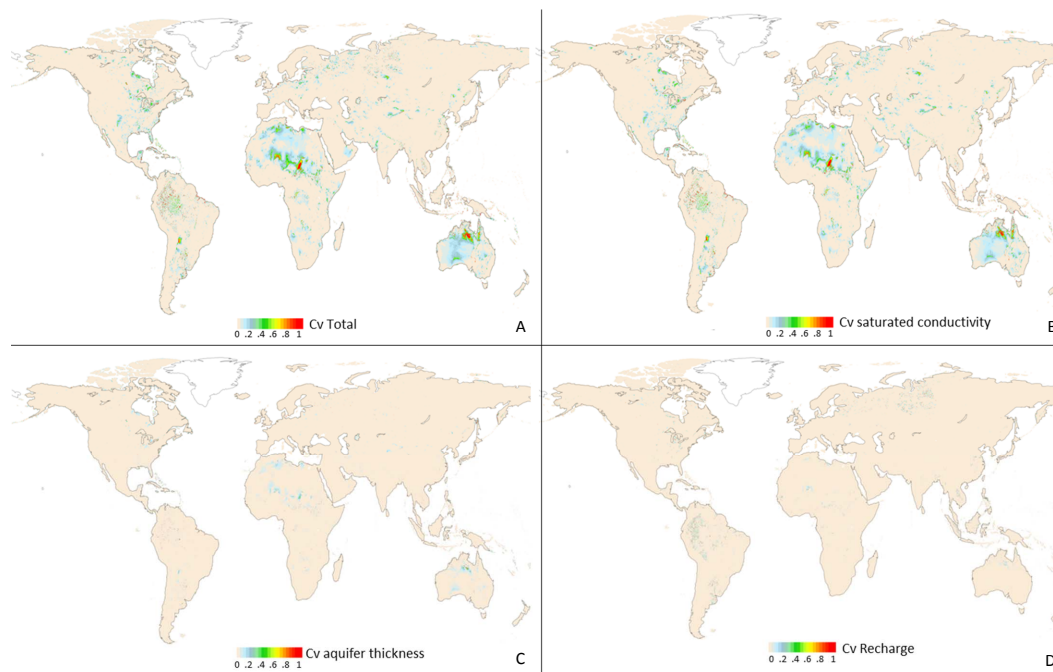 0 .2 .4 .6 .8 1 Cv Total
A
0 .2 .4 .6 .8 1 Cv saturated conductivity
B
0 .2 .4 .6 .8 1 Cv aquifer thickness
C
0 .2 .4 .6 .8 1 Cv Recharge
D